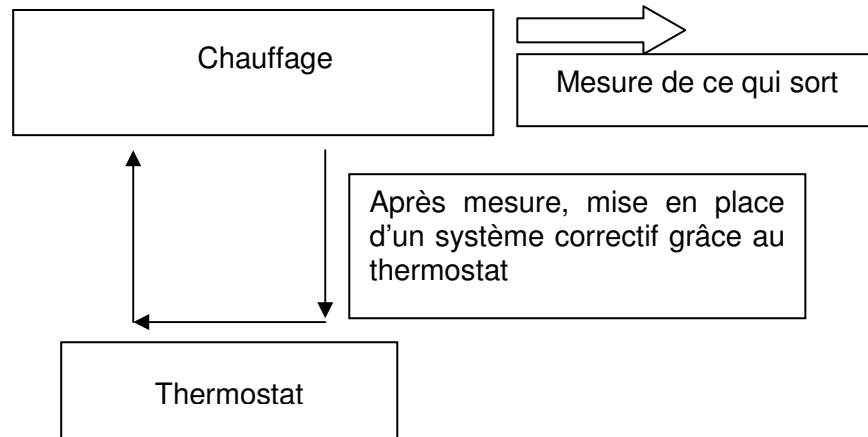 Chauffage
Mesure de ce qui sort
Après mesure, mise en place
d'un système correctif grâce au
thermostat
Thermostat